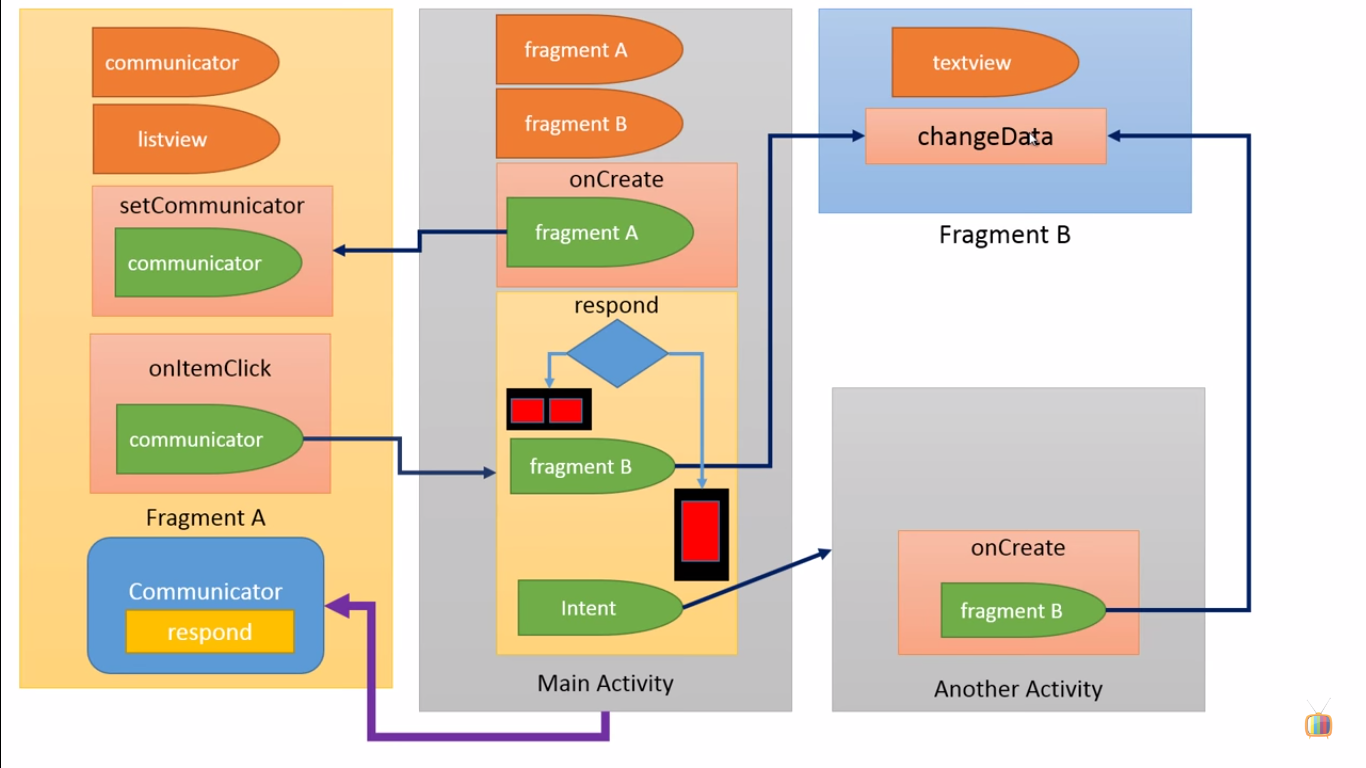 communicator
listview
setCommunicator
communicator
onItemClick
communicator
Fragment A
Communicator
respond
fragment A
fragment B
onCreate
fragment A
respond
fragment B
Intent
Main Activity
textview
changeData
Fragment B
onCreate
fragment B
Another Activity